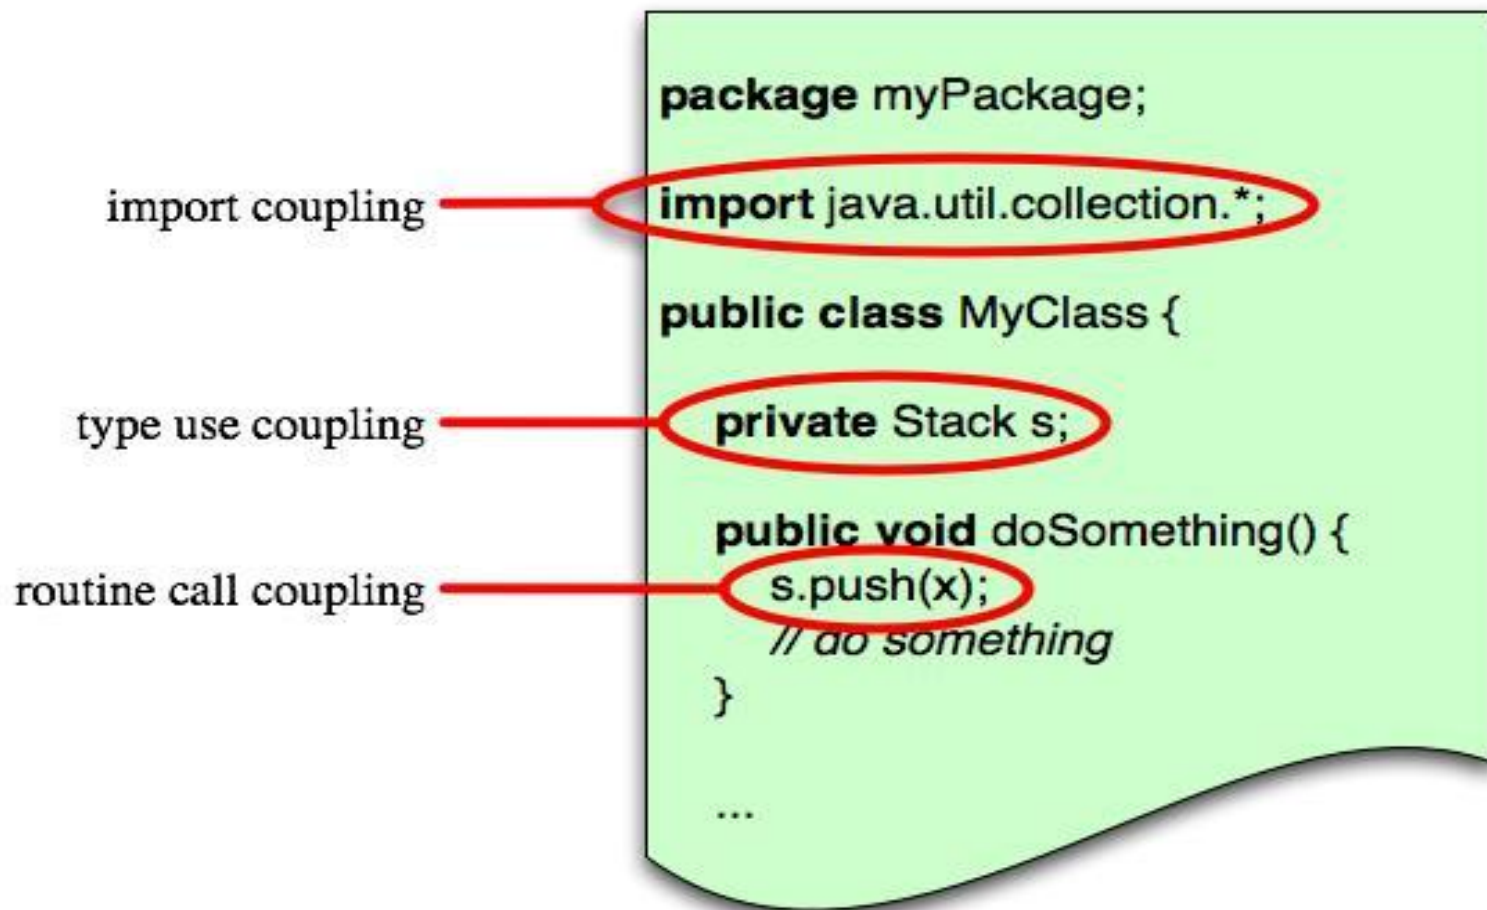 package myPackage;
import coupling
import java.util.collection.*;
public class MyClass {
type use coupling
private Stack s;
public void doSomething() {
routine call coupling
s.push(x);
// do something
}
...